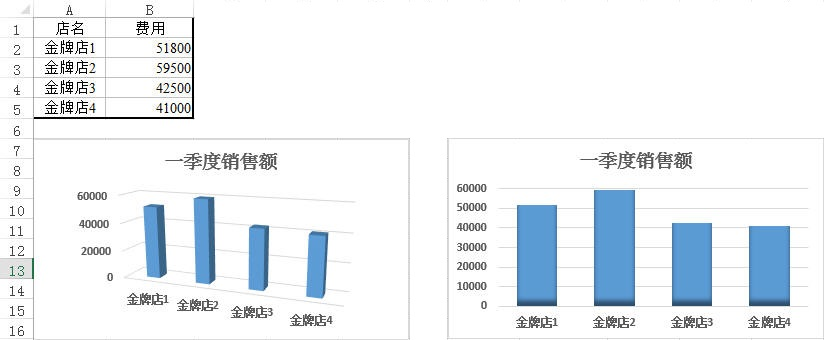 A B
1 店名 费用
2 金牌店1 51800
3 金牌店2 59500
4 金牌店3 42500
5 金牌店4 41000
6
7
8
9
10
11
12
13
14
15
16
一季度销售额
60000
40000
20000
0
金牌店1 金牌店2 金牌店3 金牌店4
一季度销售额
60000
50000
40000
30000
20000
10000
0
金牌店1 金牌店2 金牌店3 金牌店4